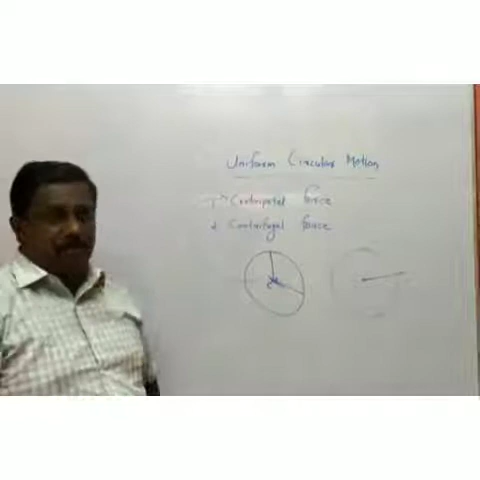 Uniform Circular Motion
1 Centripetal force
2 Centrifugal force